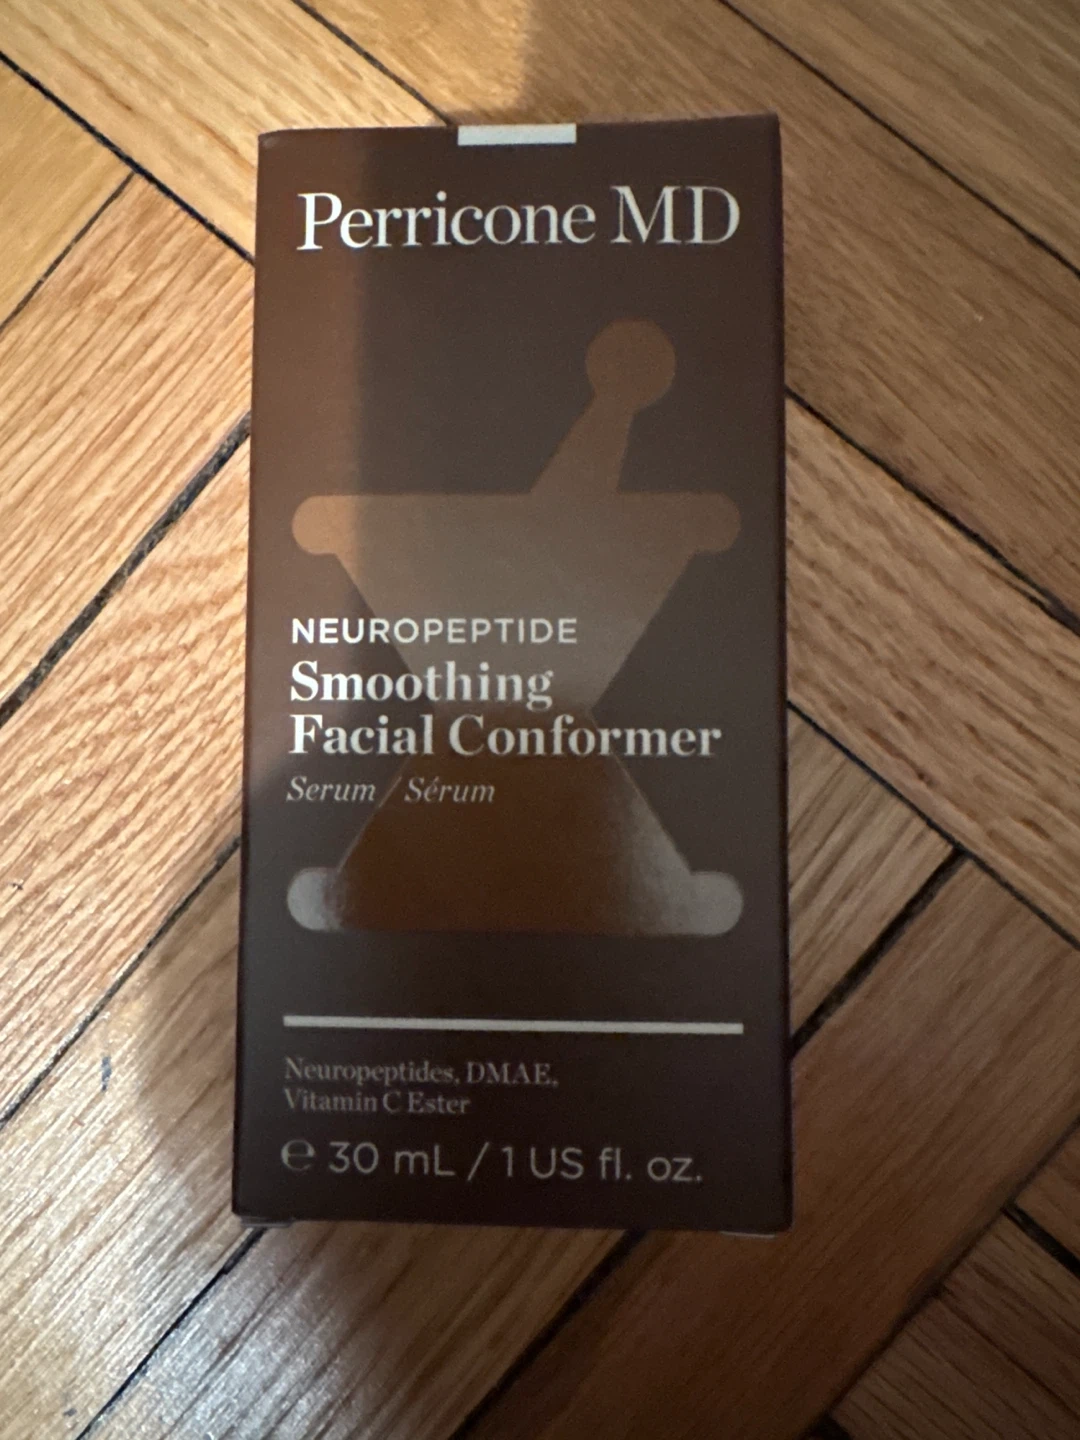 Perricone MD
NEUROPEPTIDE
Smoothing
Facial Conformer
Serum / Sérum
Neuropeptides, DMAE,
Vitamin C Ester
℮ 30 mL / 1 US fl. oz.